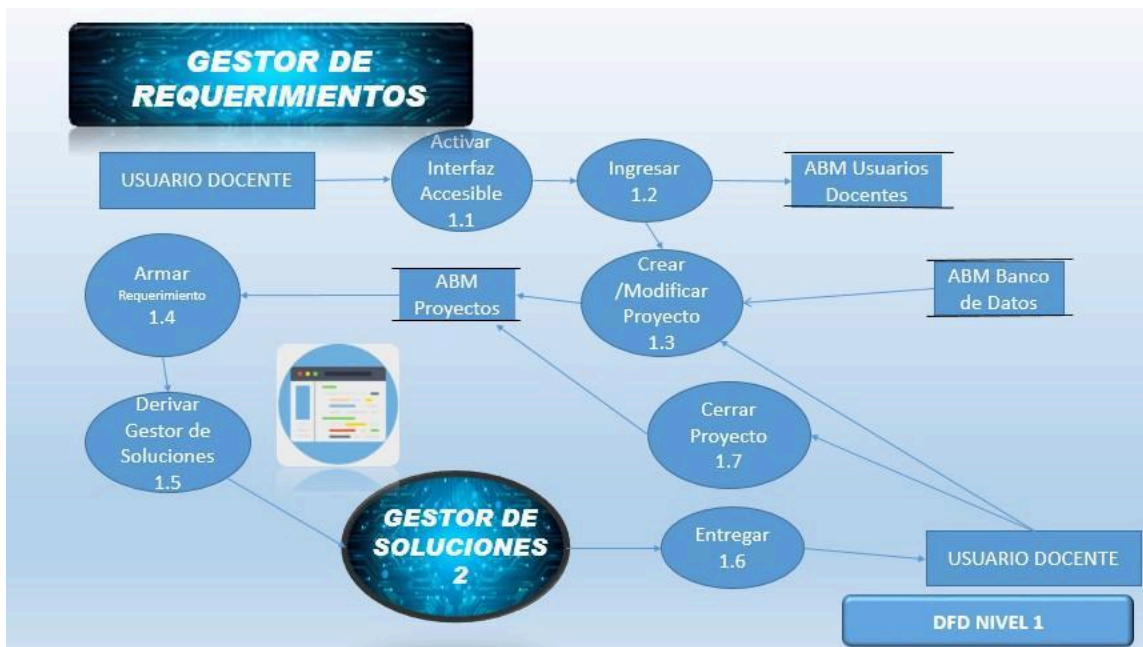 GESTOR DE
REQUERIMIENTOS
USUARIO DOCENTE
Activar
Interfaz
Accesible
1.1
Ingresar
1.2
ABM Usuarios
Docentes
Armar
Requerimiento
1.4
ABM
Proyectos
Crear
/Modificar
Proyecto
1.3
ABM Banco
de Datos
Derivar
Gestor de
Soluciones
1.5
Cerrar
Proyecto
1.7
GESTOR DE
SOLUCIONES
2
Entregar
1.6
USUARIO DOCENTE
DFD NIVEL 1